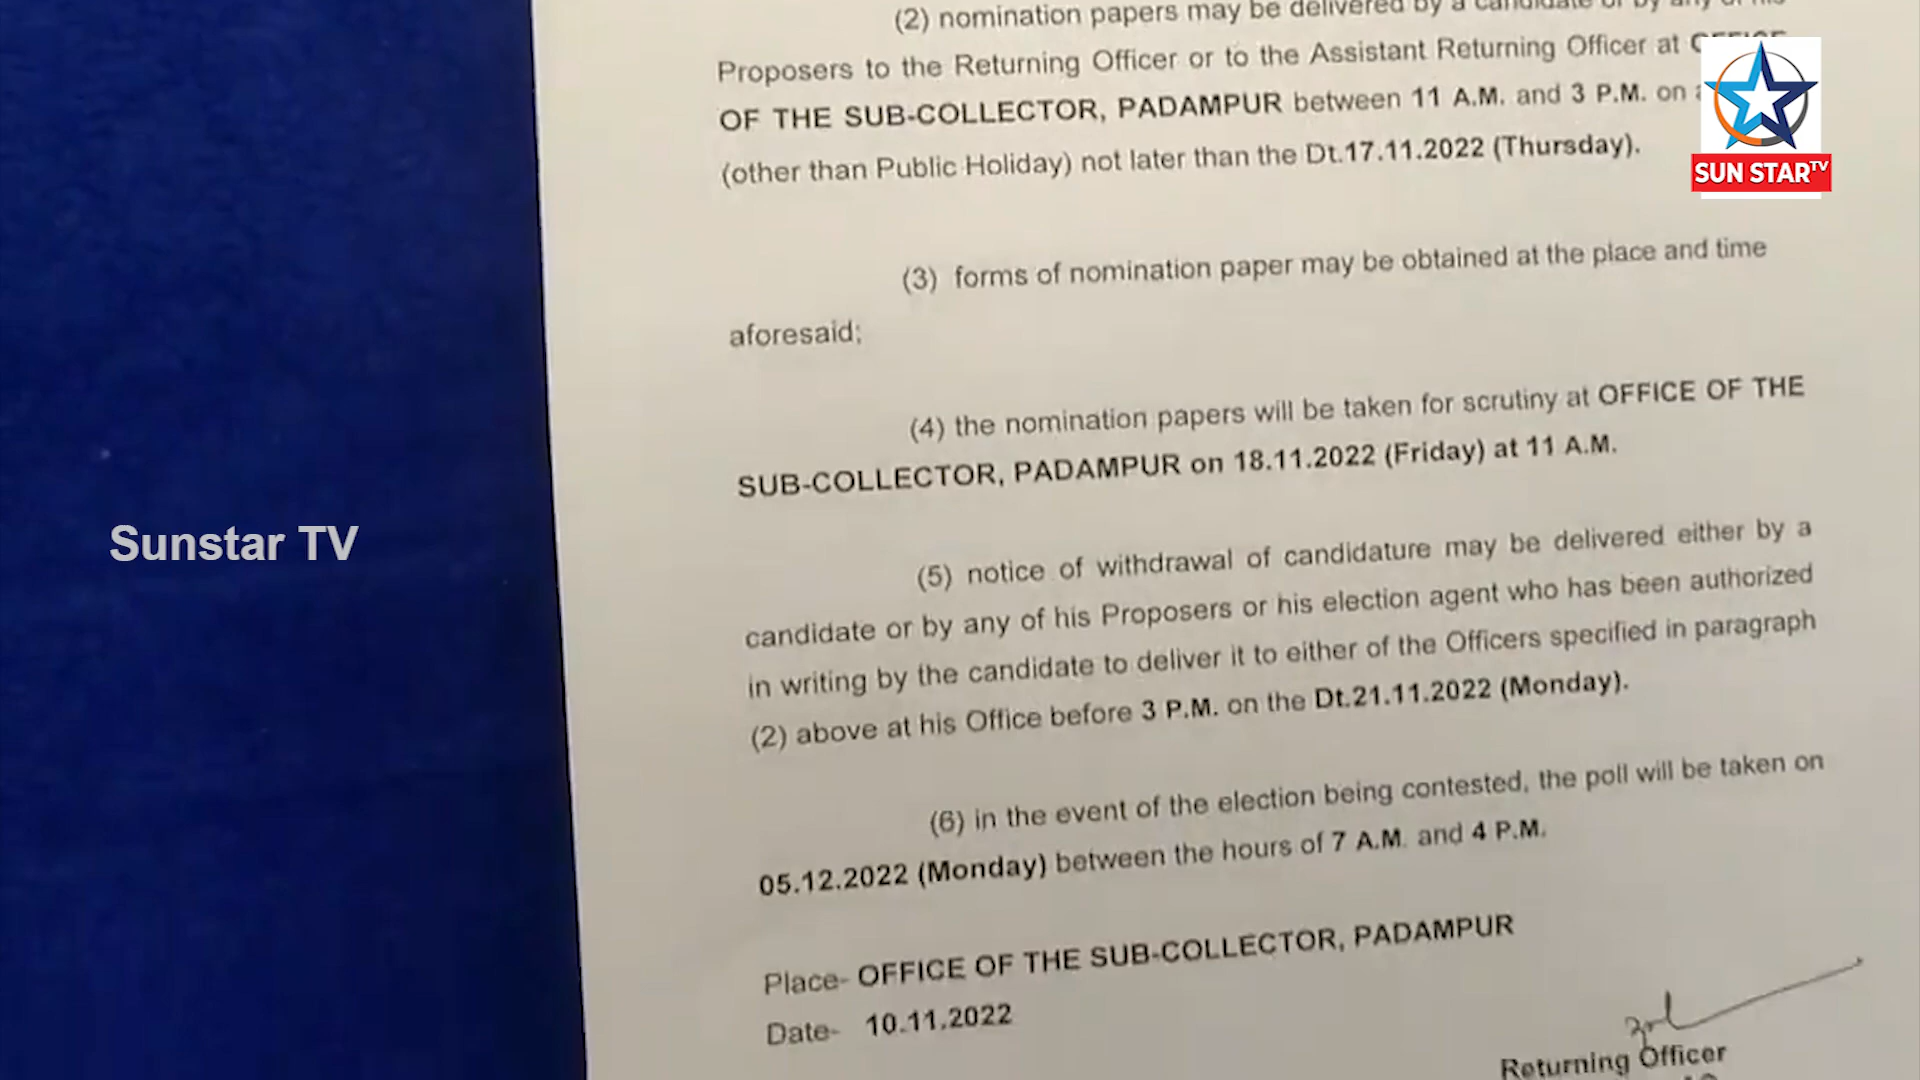 (2) nomination papers may be delivered by a candidate or by any of his
Proposers to the Returning Officer or to the Assistant Returning Officer at OFFICE
OF THE SUB-COLLECTOR, PADAMPUR between 11 A.M. and 3 P.M. on
(other than Public Holiday) not later than the Dt.17.11.2022 (Thursday).
SUN STAR TV
(3) forms of nomination paper may be obtained at the place and time
aforesaid;
(4) the nomination papers will be taken for scrutiny at OFFICE OF THE
SUB-COLLECTOR, PADAMPUR on 18.11.2022 (Friday) at 11 A.M.
Sunstar TV
(5) notice of withdrawal of candidature may be delivered either by a
candidate or by any of his Proposers or his election agent who has been authorized
in writing by the candidate to deliver it to either of the Officers specified in paragraph
(2) above at his Office before 3 P.M. on the Dt.21.11.2022 (Monday).
(6) in the event of the election being contested, the poll will be taken on
05.12.2022 (Monday) between the hours of 7 A.M. and 4 P.M.
Place- OFFICE OF THE SUB-COLLECTOR, PADAMPUR
Date- 10.11.2022
Returning Officer